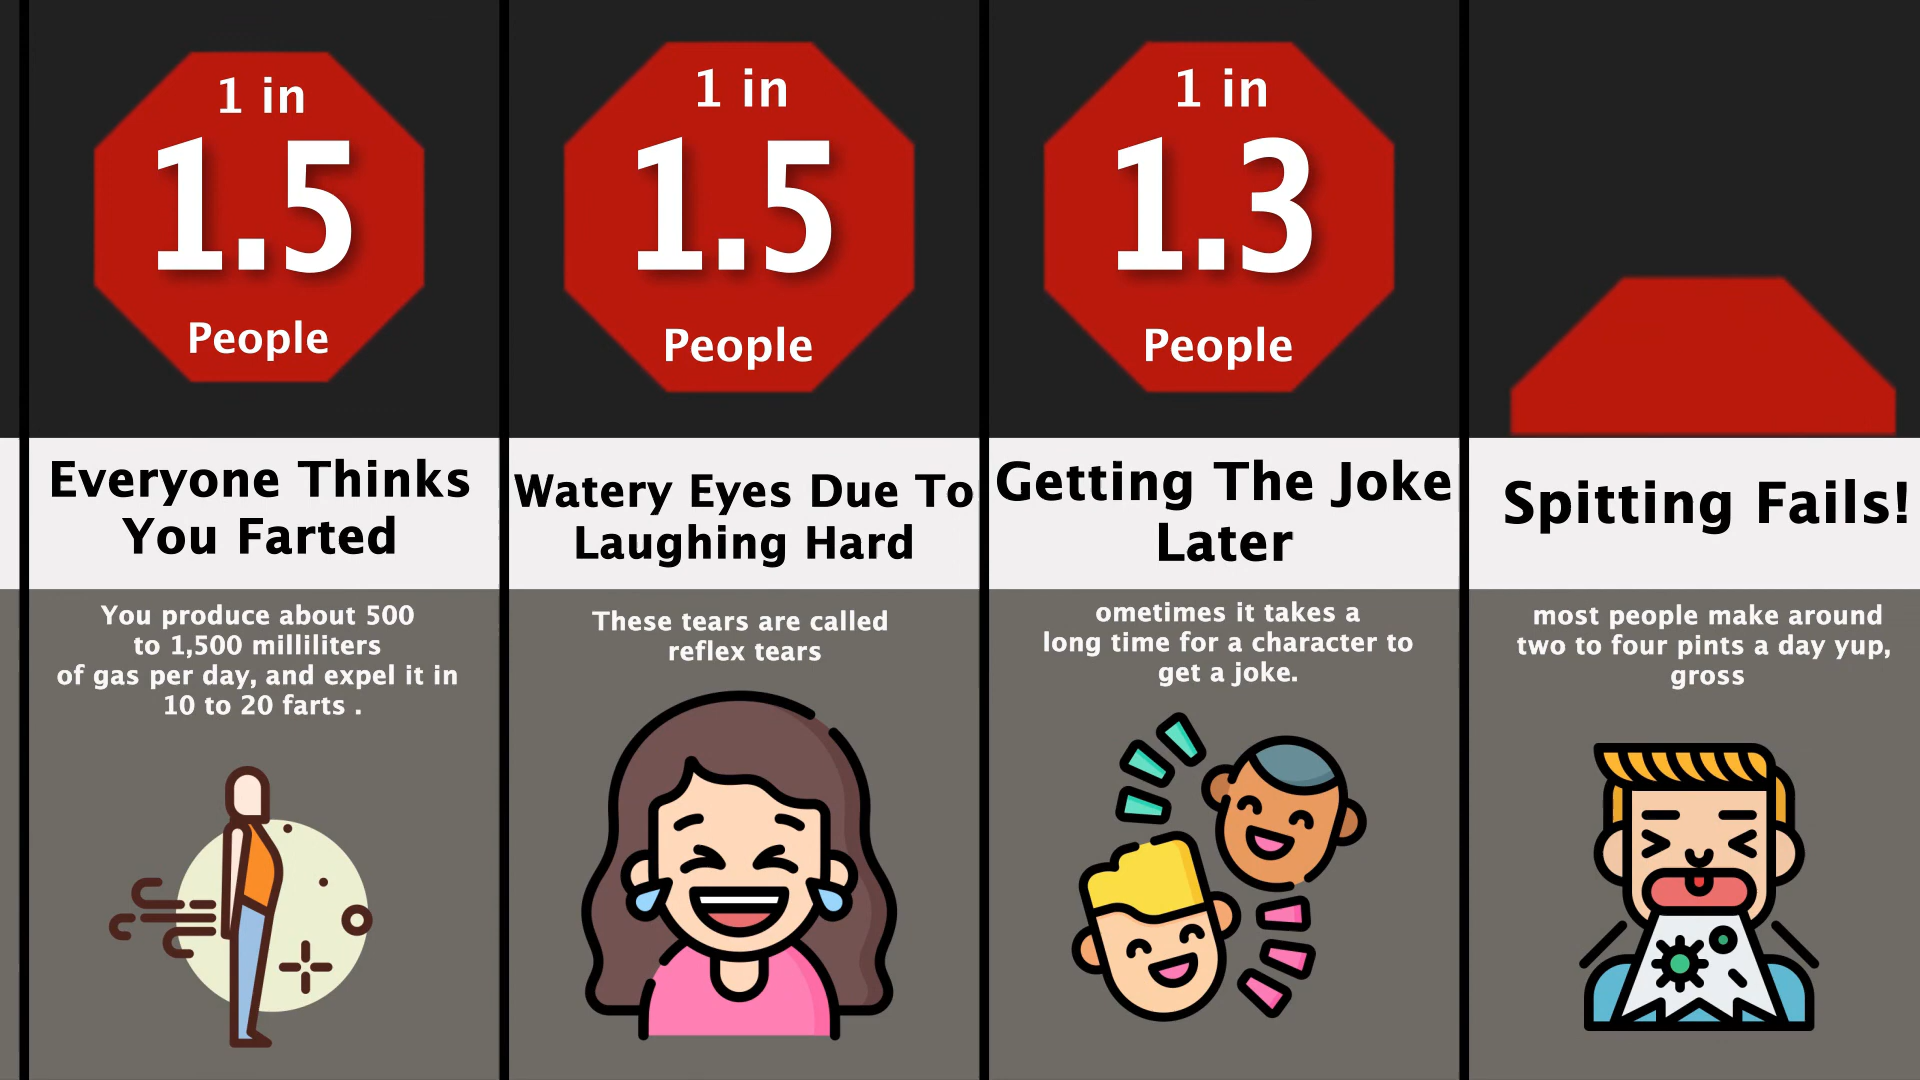 1 in
1.5
People
Everyone Thinks
You Farted
You produce about 500
to 1,500 milliliters
of gas per day, and expel it in
10 to 20 farts .
1 in
1.5
People
Watery Eyes Due To
Laughing Hard
These tears are called
reflex tears
1 in
1.3
People
Getting The Joke
Later
ometimes it takes a
long time for a character to
get a joke.
Spitting Fails!
most people make around
two to four pints a day yup,
gross